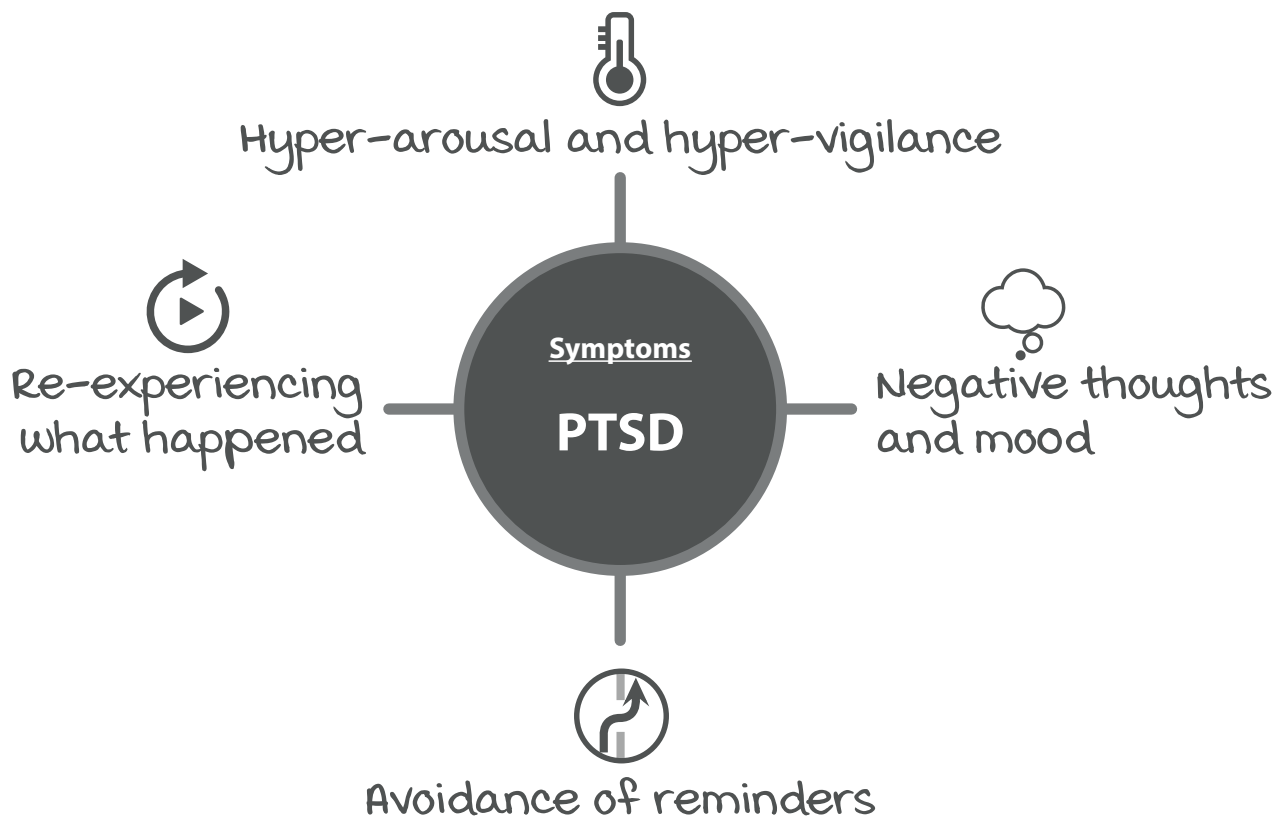 Hyper-arousal and hyper-vigilance
Re-experiencing
what happened
Symptoms
PTSD
Negative thoughts
and mood
Avoidance of reminders